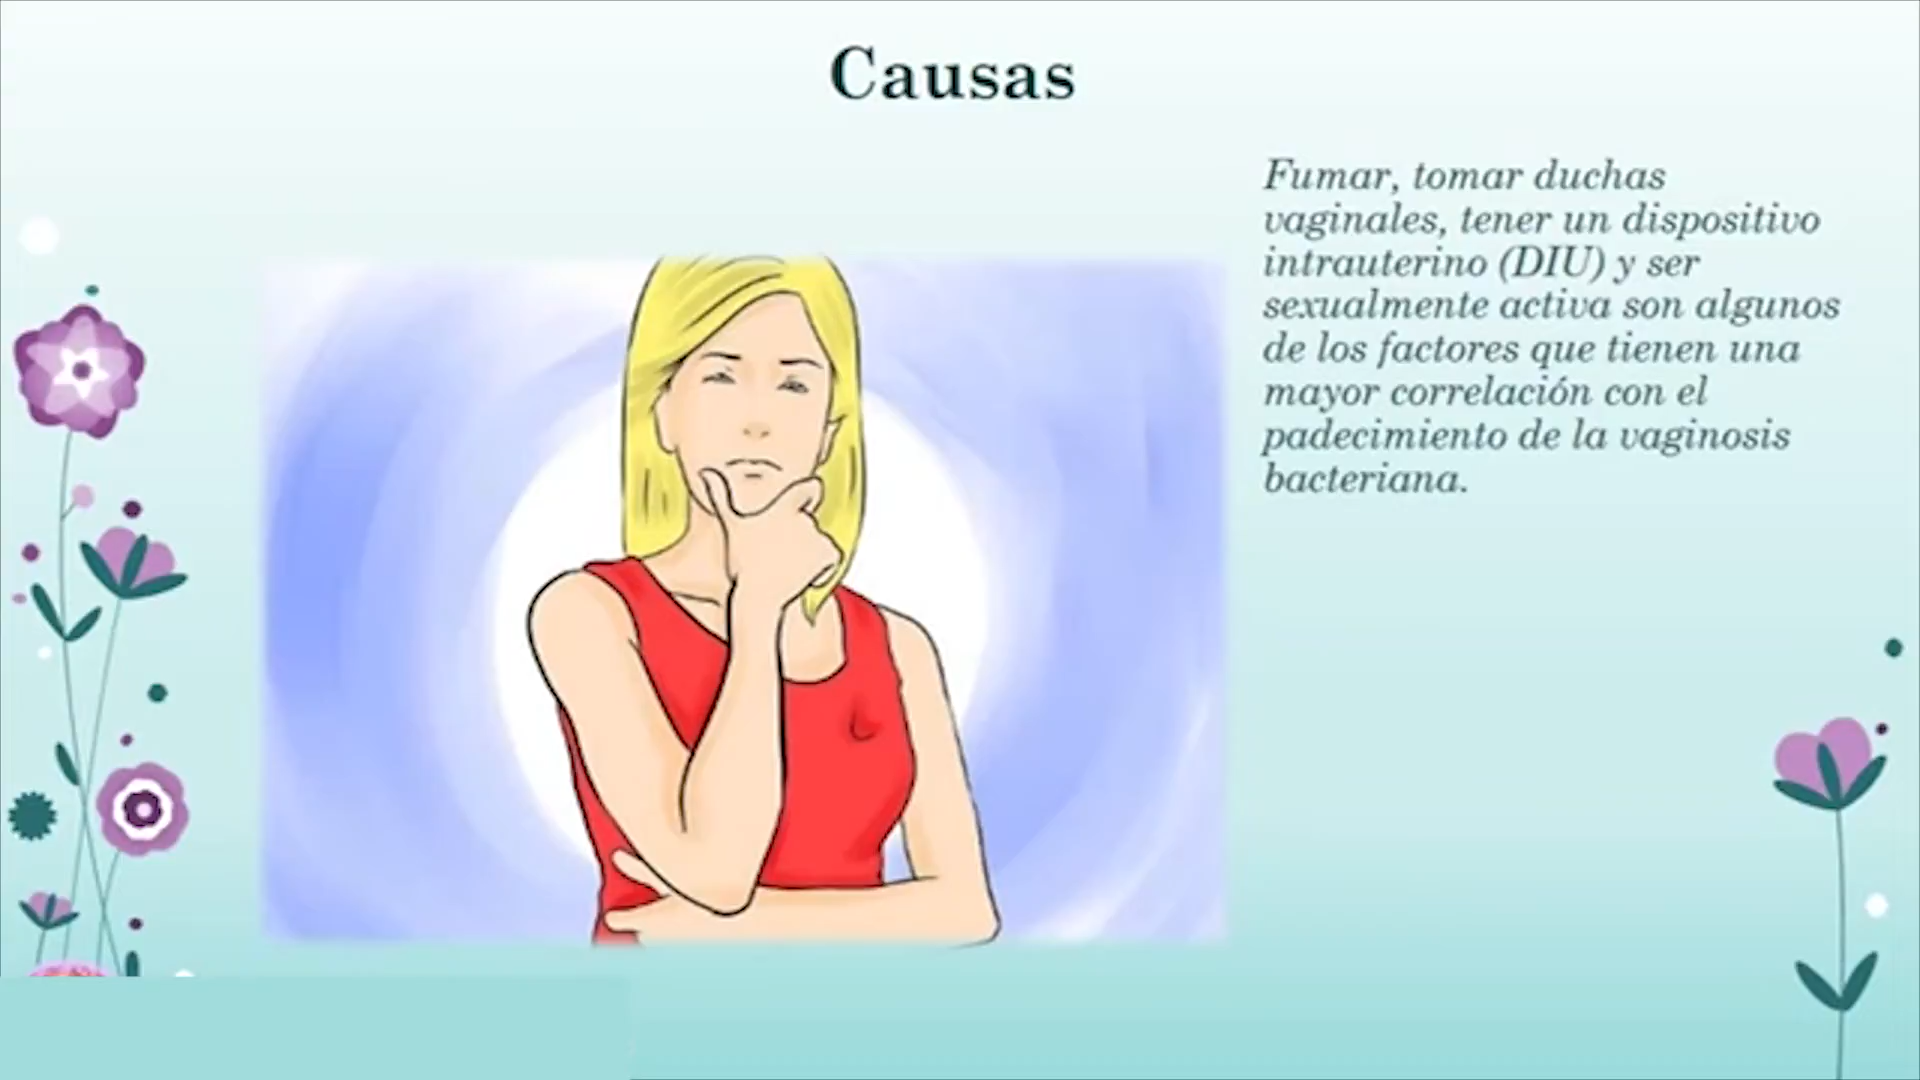 Causas
Fumar, tomar duchas
vaginales, tener un dispositivo
intrauterino (DIU) y ser
sexualmente activa son algunos
de los factores que tienen una
mayor correlación con el
padecimiento de la vaginosis
bacteriana.